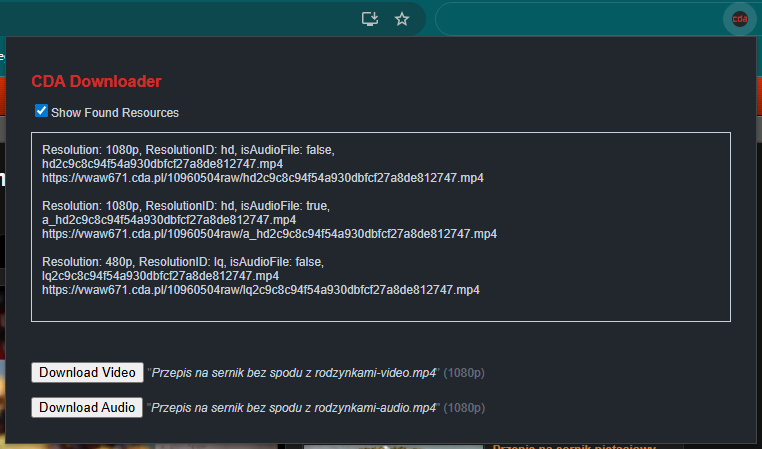 cda
CDA Downloader
Show Found Resources
Resolution: 1080p, ResolutionID: hd, isAudioFile: false,
hd2c9c8c94f54a930dbfcf27a8de812747.mp4
https://vwaw671.cda.pl/10960504raw/hd2c9c8c94f54a930dbfcf27a8de812747.mp4
Resolution: 1080p, ResolutionID: hd, isAudioFile: true,
a_hd2c9c8c94f54a930dbfcf27a8de812747.mp4
https://vwaw671.cda.pl/10960504raw/a_hd2c9c8c94f54a930dbfcf27a8de812747.mp4
Resolution: 480p, ResolutionID: lq, isAudioFile: false,
lq2c9c8c94f54a930dbfcf27a8de812747.mp4
https://vwaw671.cda.pl/10960504raw/lq2c9c8c94f54a930dbfcf27a8de812747.mp4
Download Video "Przepis na sernik bez spodu z rodzynkami-video.mp4" (1080p)
Download Audio "Przepis na sernik bez spodu z rodzynkami-audio.mp4" (1080p)